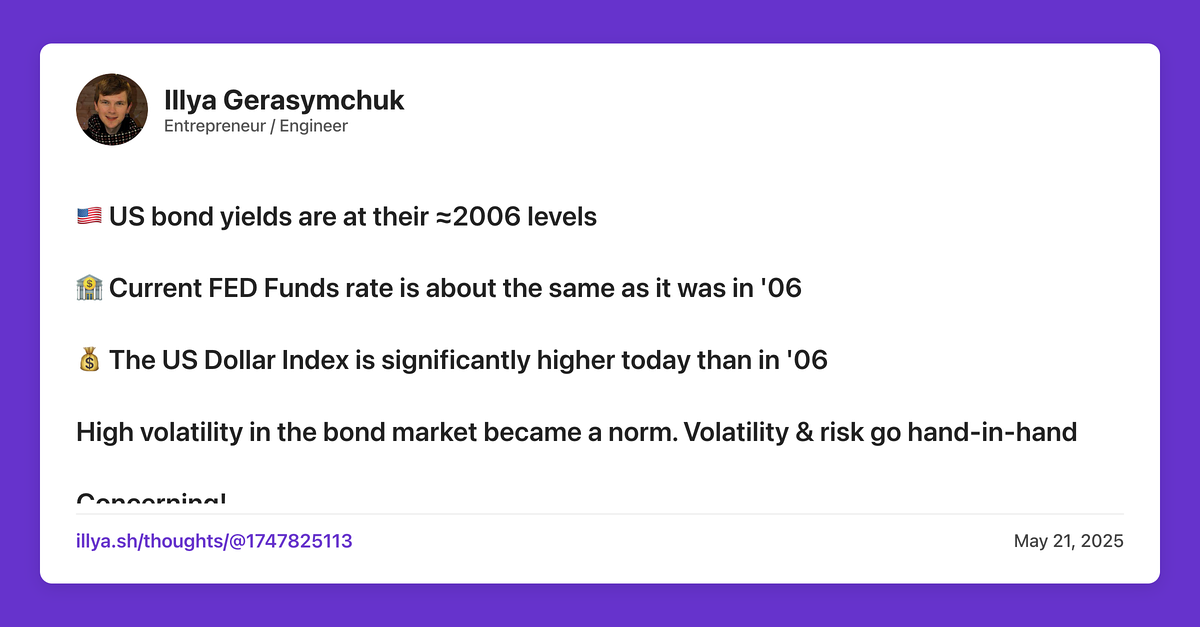 Illya Gerasymchuk
Entrepreneur / Engineer
🇺🇸 US bond yields are at their ≈2006 levels
🏦 Current FED Funds rate is about the same as it was in '06
💰 The US Dollar Index is significantly higher today than in '06
High volatility in the bond market became a norm. Volatility & risk go hand-in-hand
Concerning!
illya.sh/thoughts/@1747825113
May 21, 2025